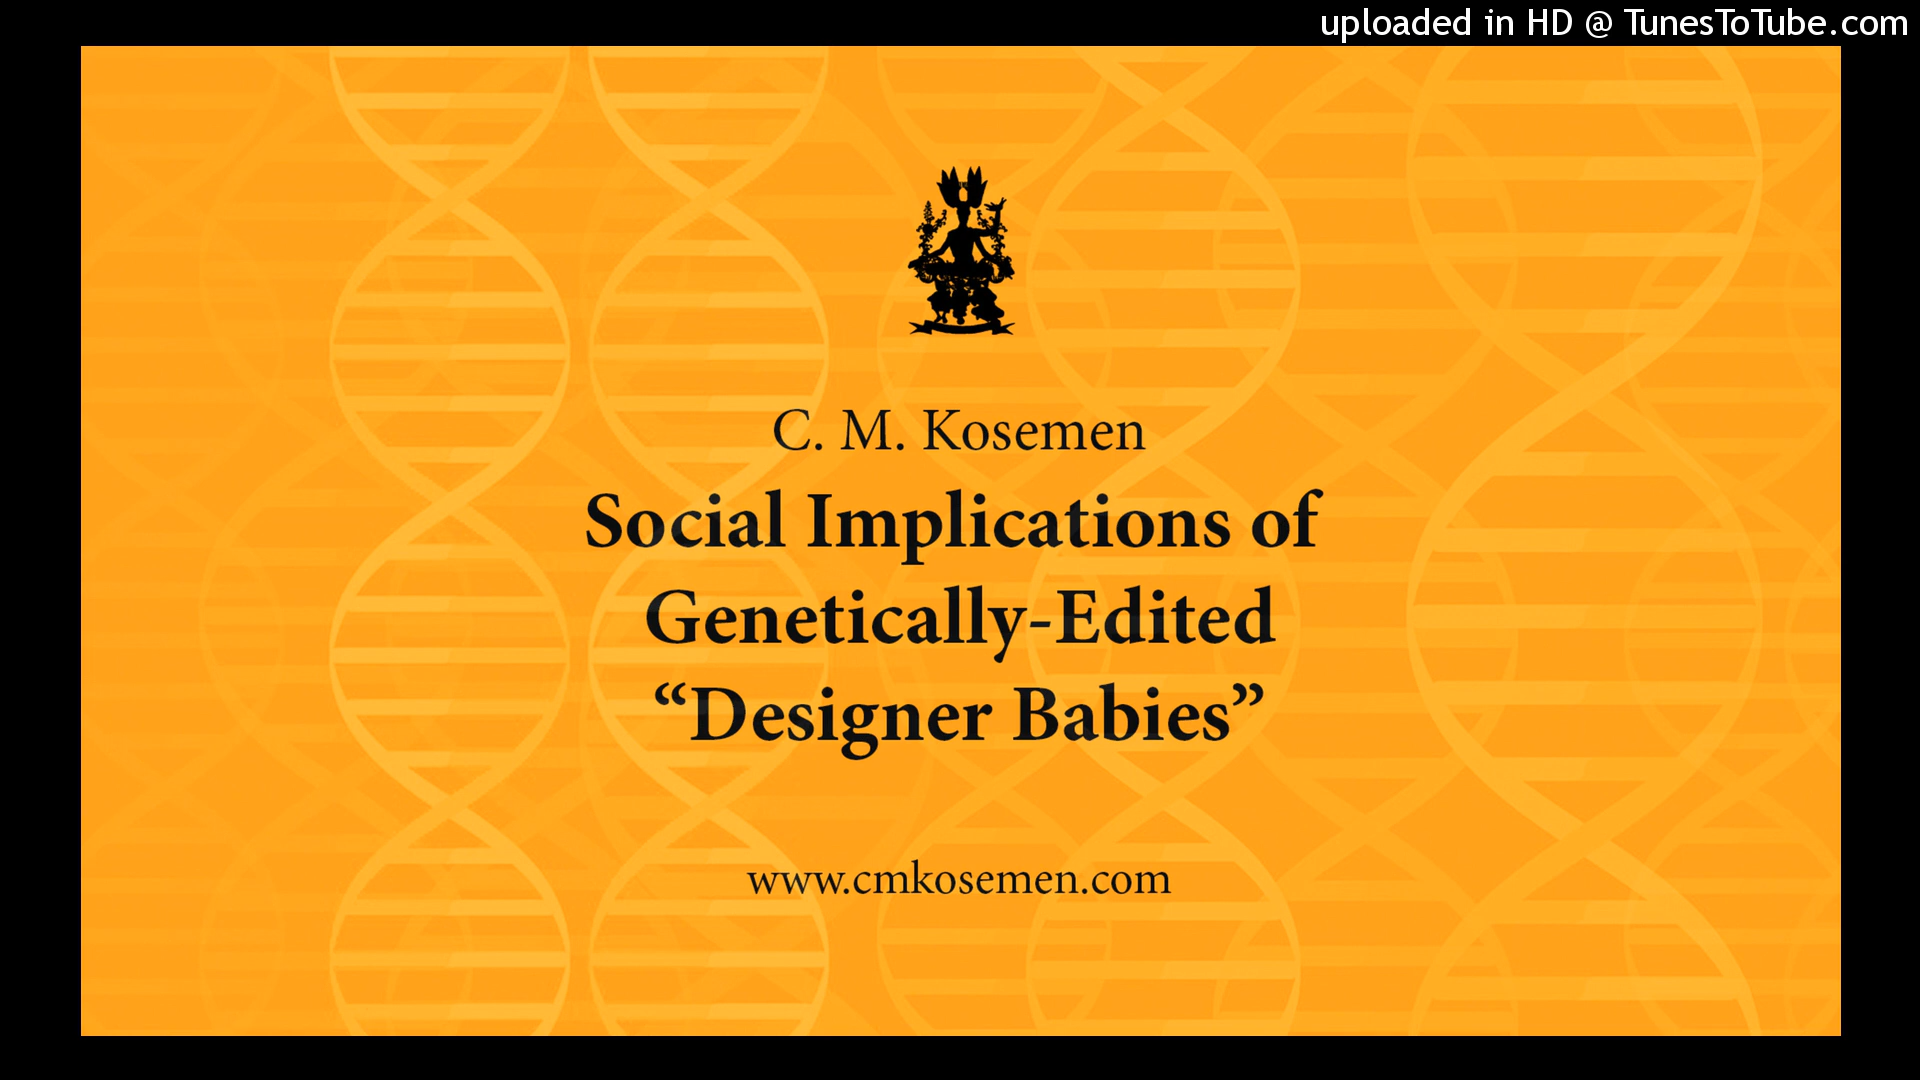 uploaded in HD @ TunesToTube.com
C. M. Kosemen
Social Implications of
Genetically-Edited
“Designer Babies”
www.cmkosemen.com